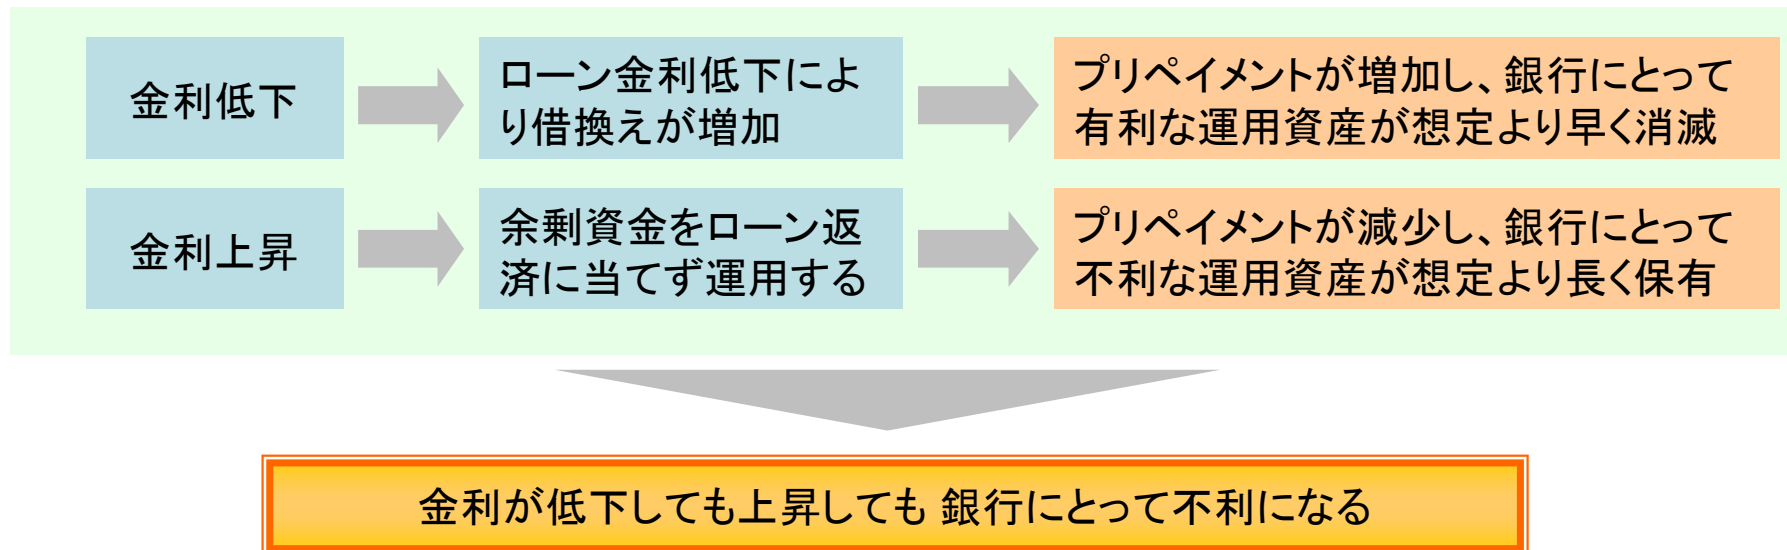 金利低下
ローン金利低下によ
り借換えが増加
プリペイメントが増加し、銀行にとって
有利な運用資産が想定より早く消滅
金利上昇
余剰資金をローン返
済に当てず運用する
プリペイメントが減少し、銀行にとって
不利な運用資産が想定より長く保有
金利が低下しても上昇しても 銀行にとって不利になる